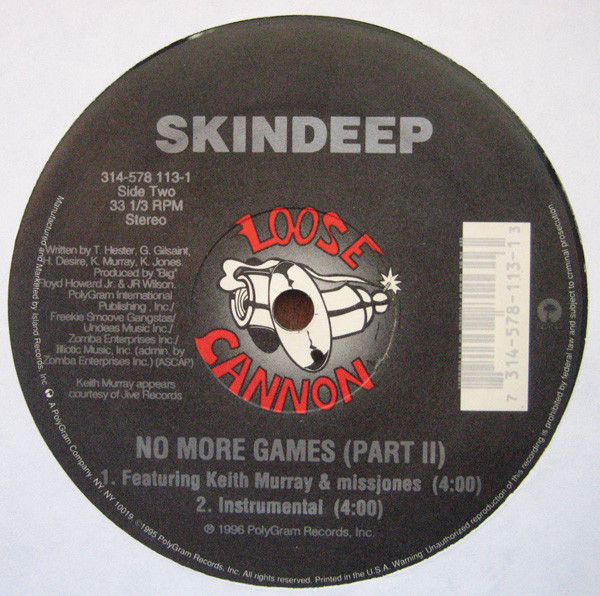 SKINDEEP
314-578 113-1
Side Two
33 1/3 RPM
Stereo
LOOSE
CANNON
TM
Written by T. Hester, G. Gilsaint,
H. Desire, K. Murray, K. Jones.
Produced by "Big"
Floyd Howard Jr. & JR Wilson.
PolyGram International
Publishing, Inc./
Freekie Smoove Gangstas/
Undeas Music Inc./
Zomba Enterprises Inc./
Illiotic Music, Inc. (admin. by
Zomba Enterprises Inc.) (ASCAP)
Keith Murray appears
courtesy of Jive Records
7 314-578-113-1 3
NO MORE GAMES (PART II)
1. Featuring Keith Murray & missjones (4:00)
2. Instrumental (4:00)
℗ 1996 PolyGram Records, Inc.
Manufactured and Marketed by Island Records, Inc. A PolyGram Company, NY, NY 10019 ©1995 PolyGram Records, Inc. All rights reserved. Printed in the U.S.A. Warning: Unauthorized reproduction of this recording is prohibited by federal law and subject to criminal prosecution.